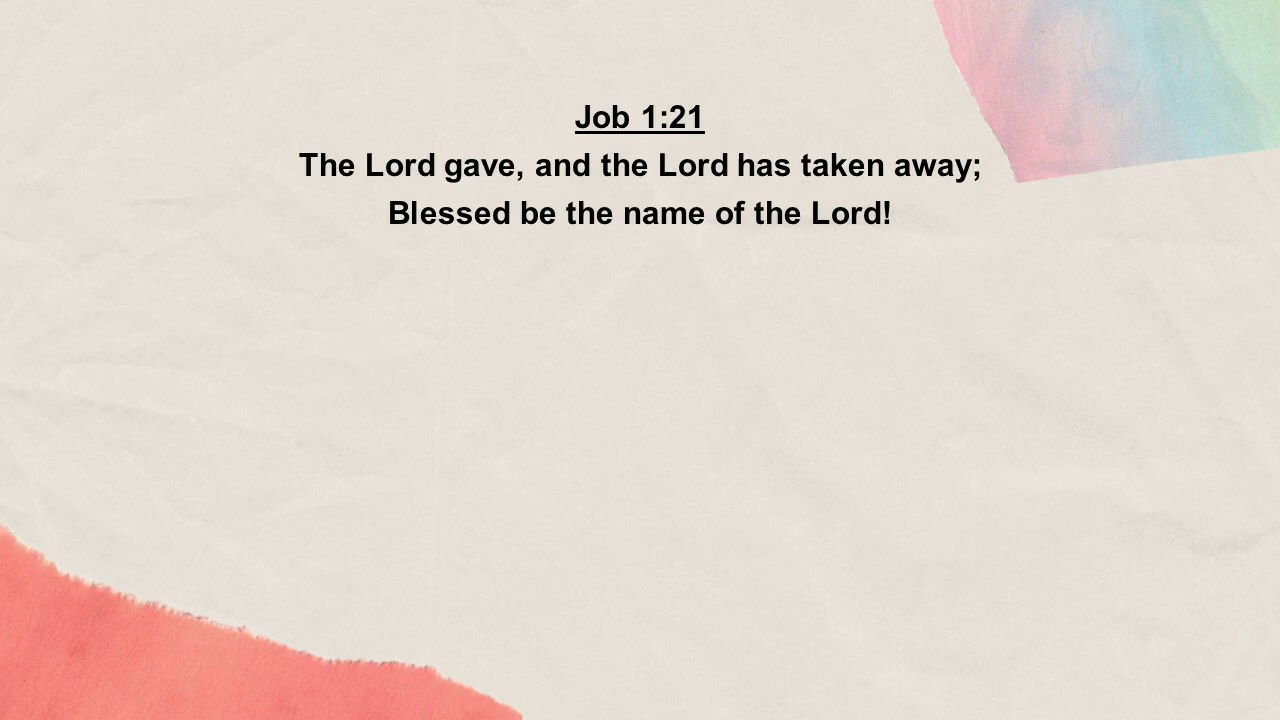 Job 1:21
The Lord gave, and the Lord has taken away;
Blessed be the name of the Lord!